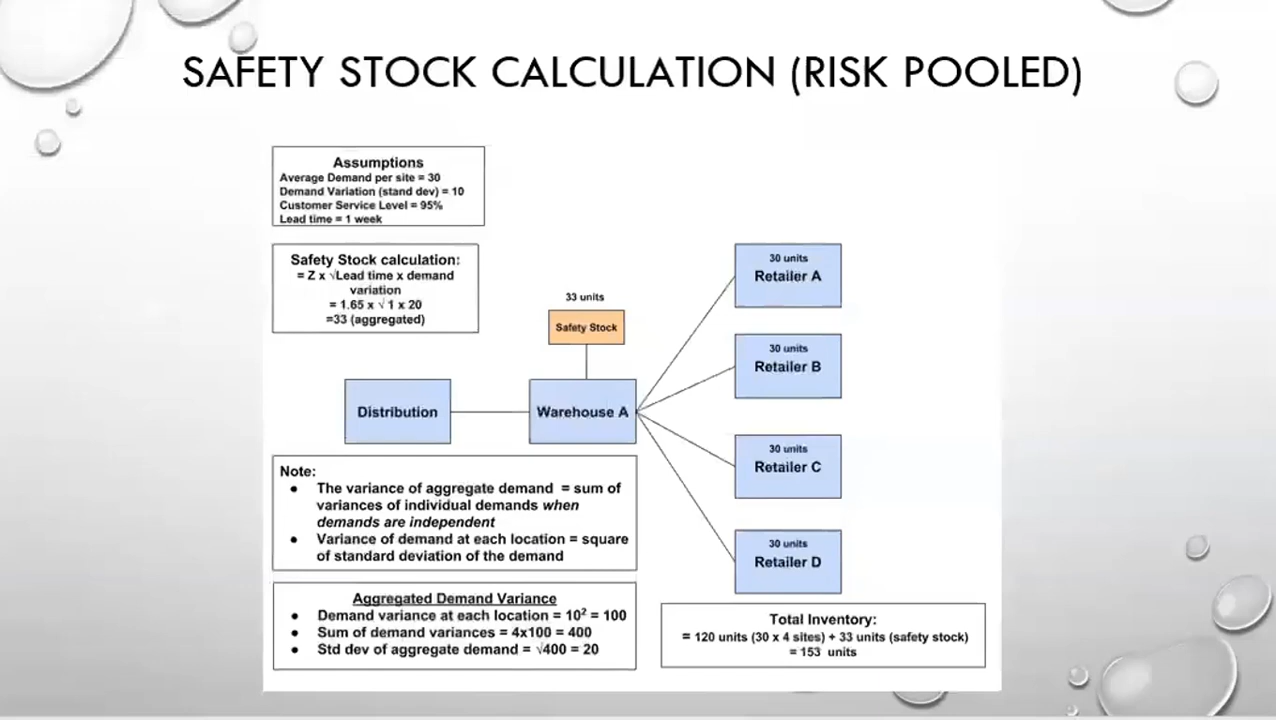 SAFETY STOCK CALCULATION (RISK POOLED)
Assumptions
Average Demand per site = 30
Demand Variation (stand dev) = 10
Customer Service Level = 95%
Lead time = 1 week
Safety Stock calculation:
= Z x √Lead time x demand
variation
= 1.65 x √ 1 x 20
=33 (aggregated)
33 units
Safety Stock
Distribution
Warehouse A
30 units
Retailer A
30 units
Retailer B
30 units
Retailer C
30 units
Retailer D
Note:
● The variance of aggregate demand = sum of
variances of individual demands when
demands are independent
● Variance of demand at each location = square
of standard deviation of the demand
Aggregated Demand Variance
● Demand variance at each location = 10² = 100
● Sum of demand variances = 4x100 = 400
● Std dev of aggregate demand = √400 = 20
Total Inventory:
= 120 units (30 x 4 sites) + 33 units (safety stock)
= 153 units